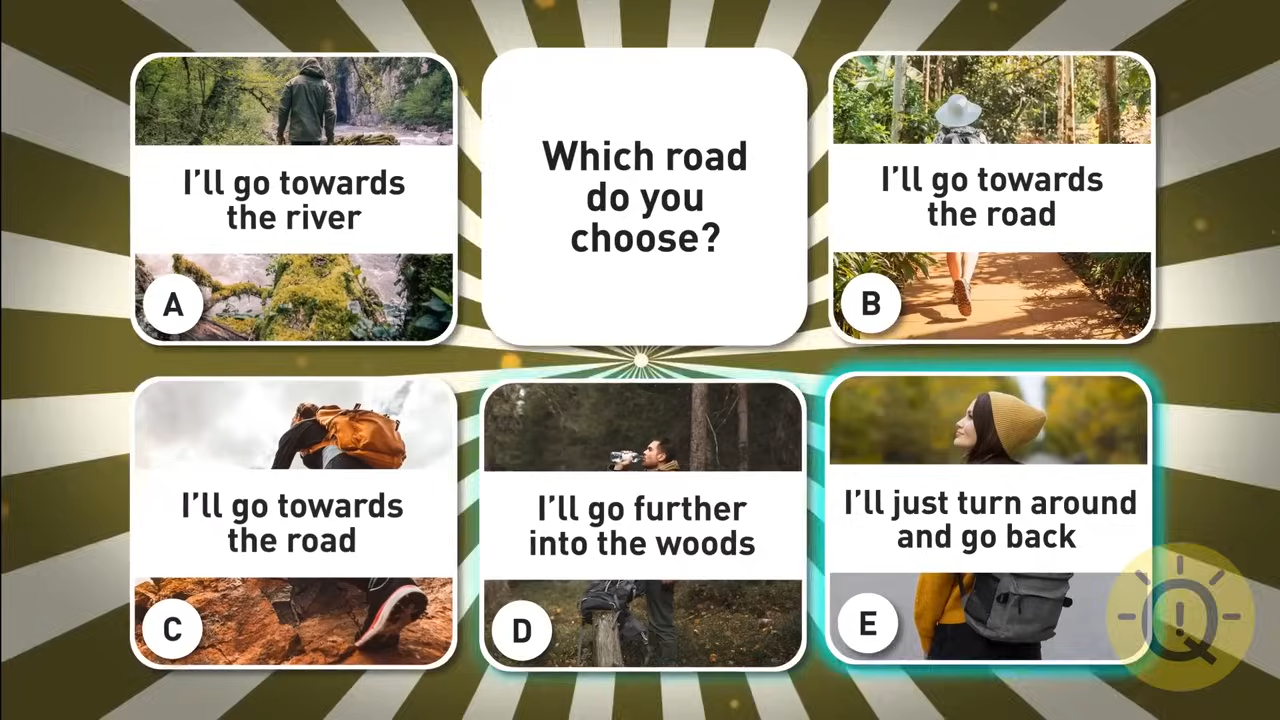 Which road
do you
choose?
I'll go towards
the river
A
I'll go towards
the road
B
I'll go towards
the road
C
I'll go further
into the woods
D
I'll just turn around
and go back
E
Q!